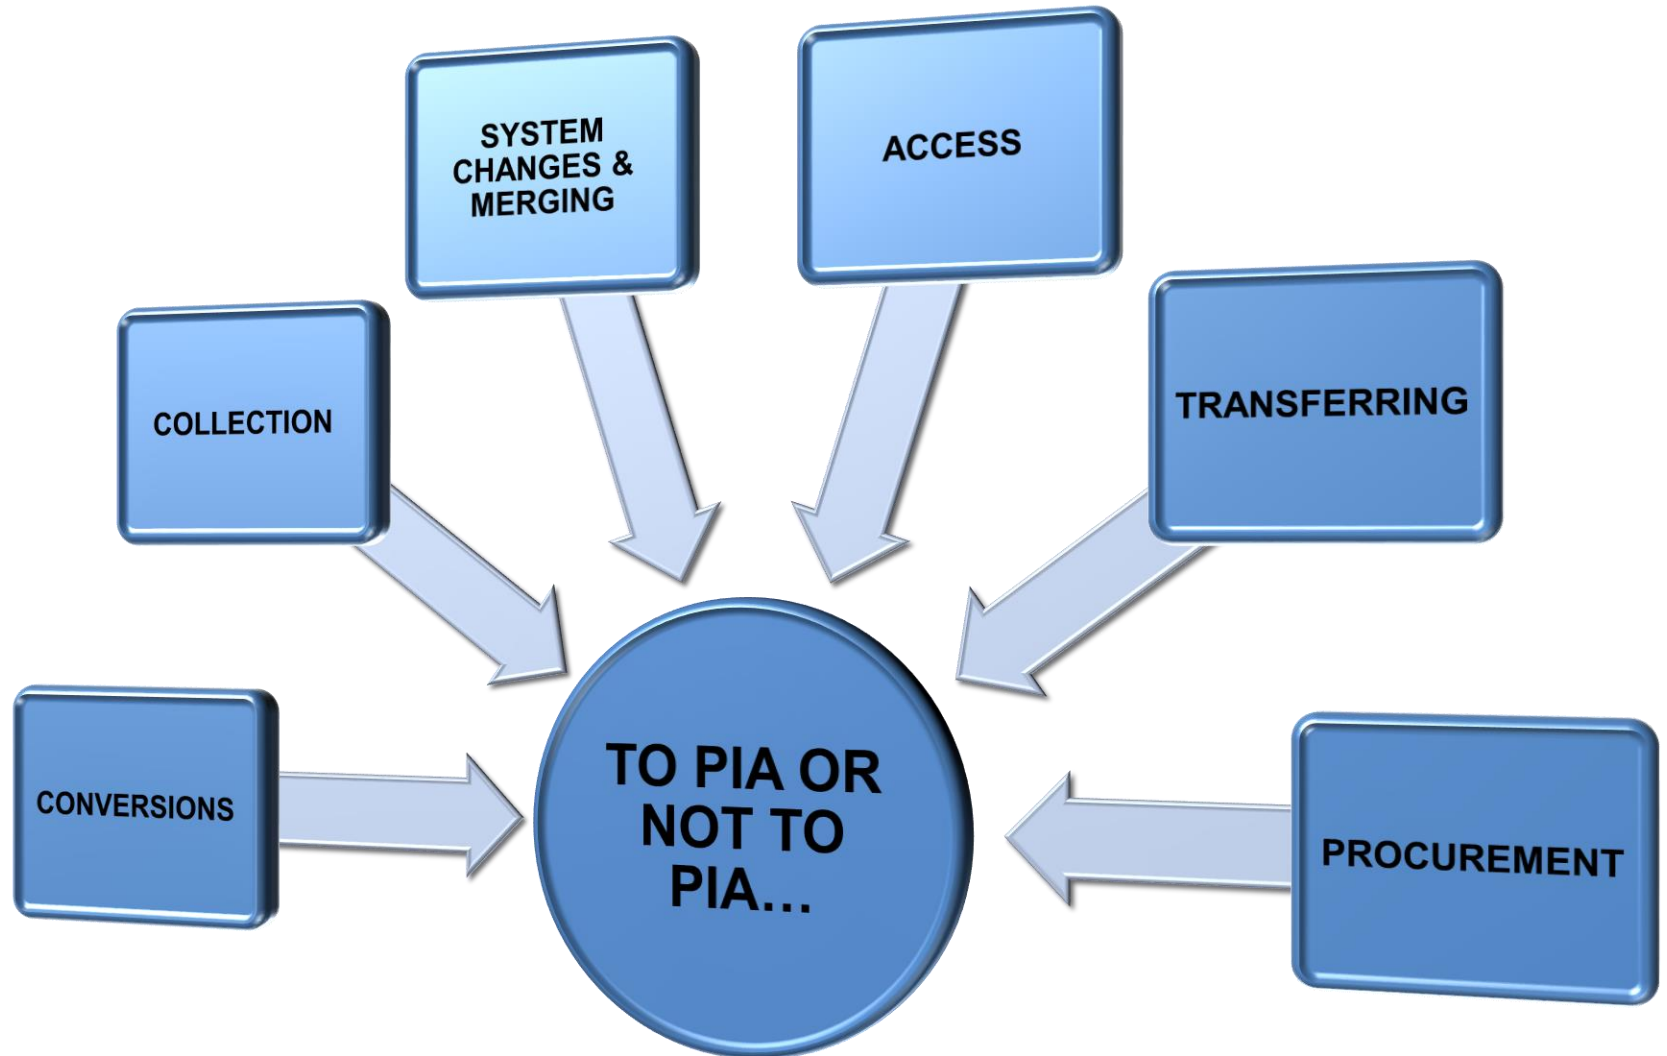 SYSTEM
CHANGES &
MERGING
ACCESS
COLLECTION
TRANSFERRING
CONVERSIONS
TO PIA OR
NOT TO
PIA...
PROCUREMENT